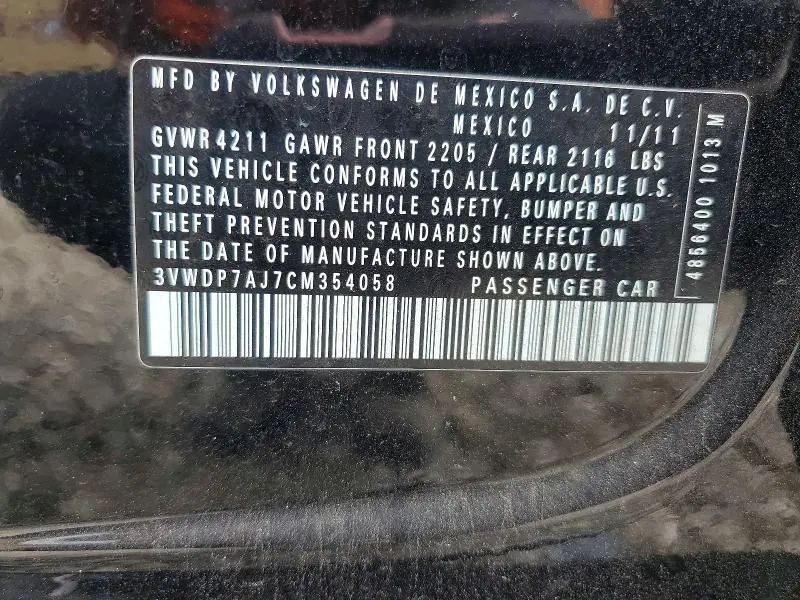 MFD BY VOLKSWAGEN DE MEXICO S.A. DE C.V.
MEXICO 11/11
GVWR 4211 GAWR FRONT 2205 / REAR 2116 LBS
THIS VEHICLE CONFORMS TO ALL APPLICABLE U.S.
FEDERAL MOTOR VEHICLE SAFETY, BUMPER AND
THEFT PREVENTION STANDARDS IN EFFECT ON
THE DATE OF MANUFACTURE SHOWN ABOVE.
3VWDP7AJ7CM354058 PASSENGER CAR
4856400 1013 M